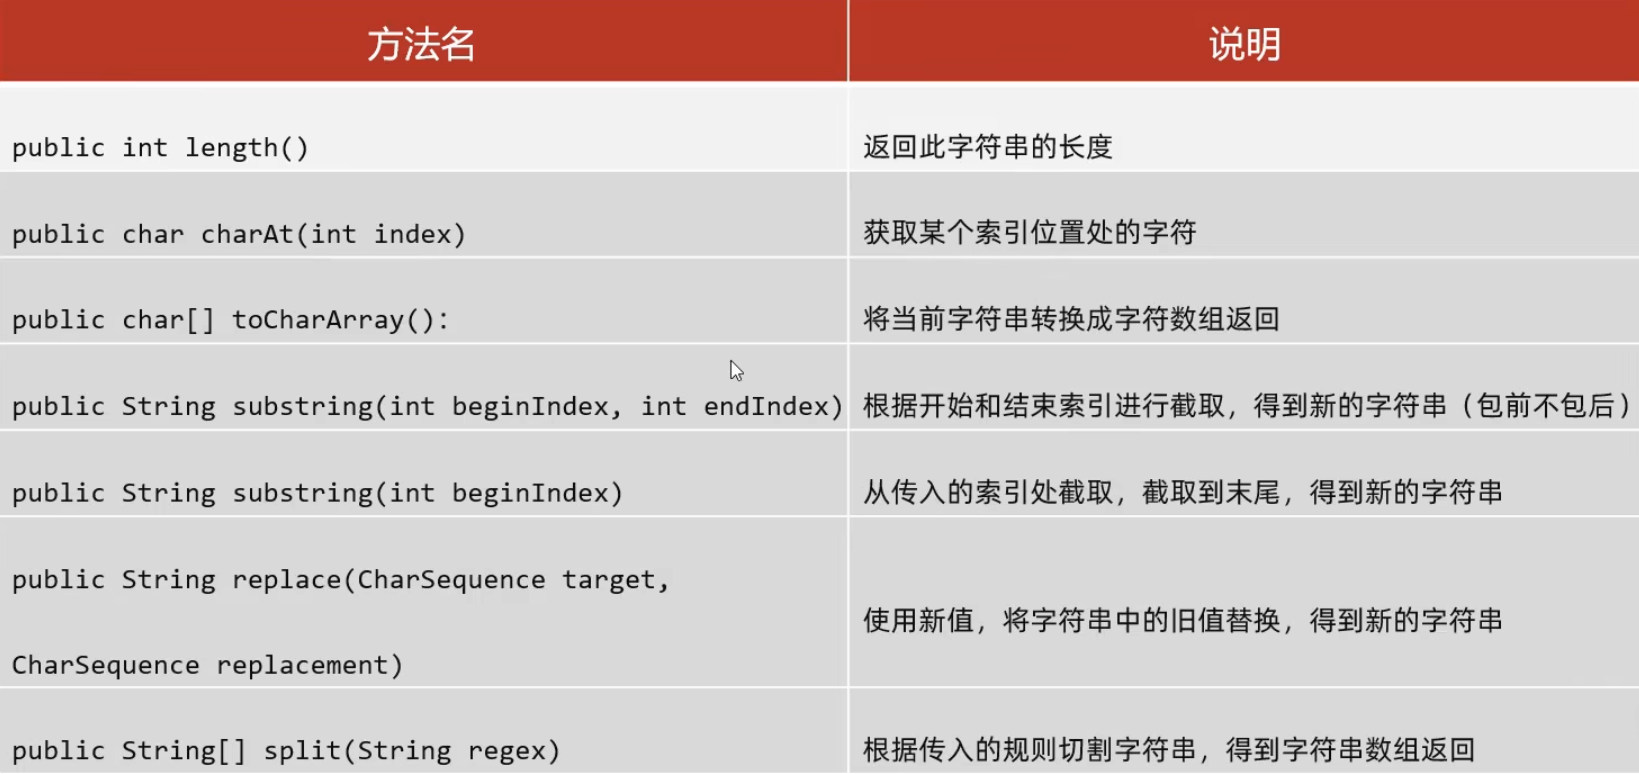 方法名
说明
public int length()
返回此字符串的长度
public char charAt(int index)
获取某个索引位置处的字符
public char[] toCharArray():
将当前字符串转换成字符数组返回
public String substring(int beginIndex, int endIndex)
根据开始和结束索引进行截取，得到新的字符串（包前不包后）
public String substring(int beginIndex)
从传入的索引处截取，截取到末尾，得到新的字符串
public String replace(CharSequence target,
CharSequence replacement)
使用新值，将字符串中的旧值替换，得到新的字符串
public String[] split(String regex)
根据传入的规则切割字符串，得到字符串数组返回